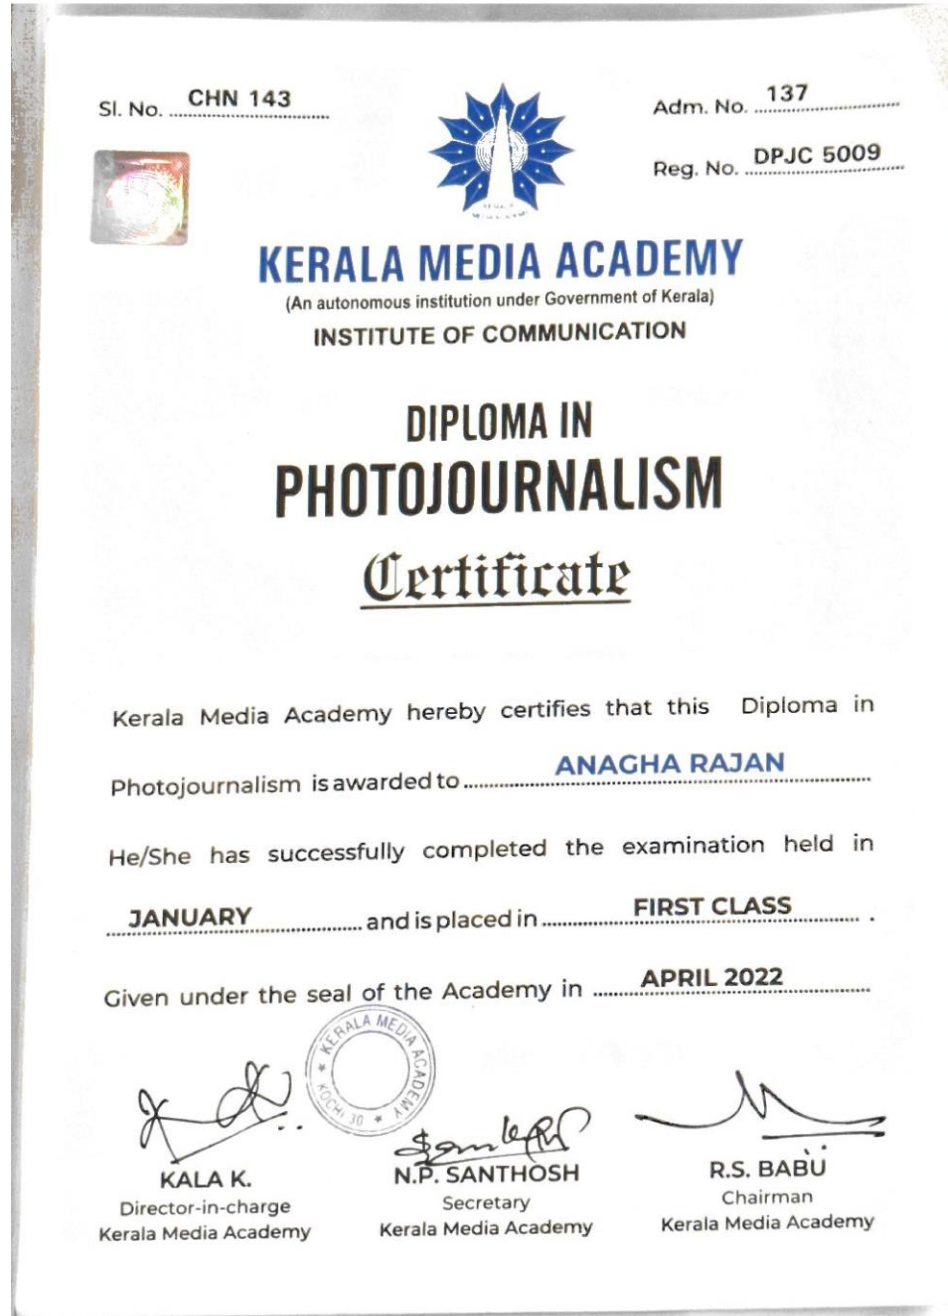 Sl. No. CHN 143
Adm. No. 137
Reg. No. DPJC 5009
KERALA
MEDIA ACADEMY
KERALA MEDIA ACADEMY
(An autonomous institution under Government of Kerala)
INSTITUTE OF COMMUNICATION
DIPLOMA IN
PHOTOJOURNALISM
Certificate
Kerala Media Academy hereby certifies that this Diploma in
Photojournalism is awarded to ANAGHA RAJAN
He/She has successfully completed the examination held in
JANUARY and is placed in FIRST CLASS .
Given under the seal of the Academy in APRIL 2022
* KERALA MEDIA ACADEMY *
KOCHI 30
KALA K.
Director-in-charge
Kerala Media Academy
N.P. SANTHOSH
Secretary
Kerala Media Academy
R.S. BABU
Chairman
Kerala Media Academy